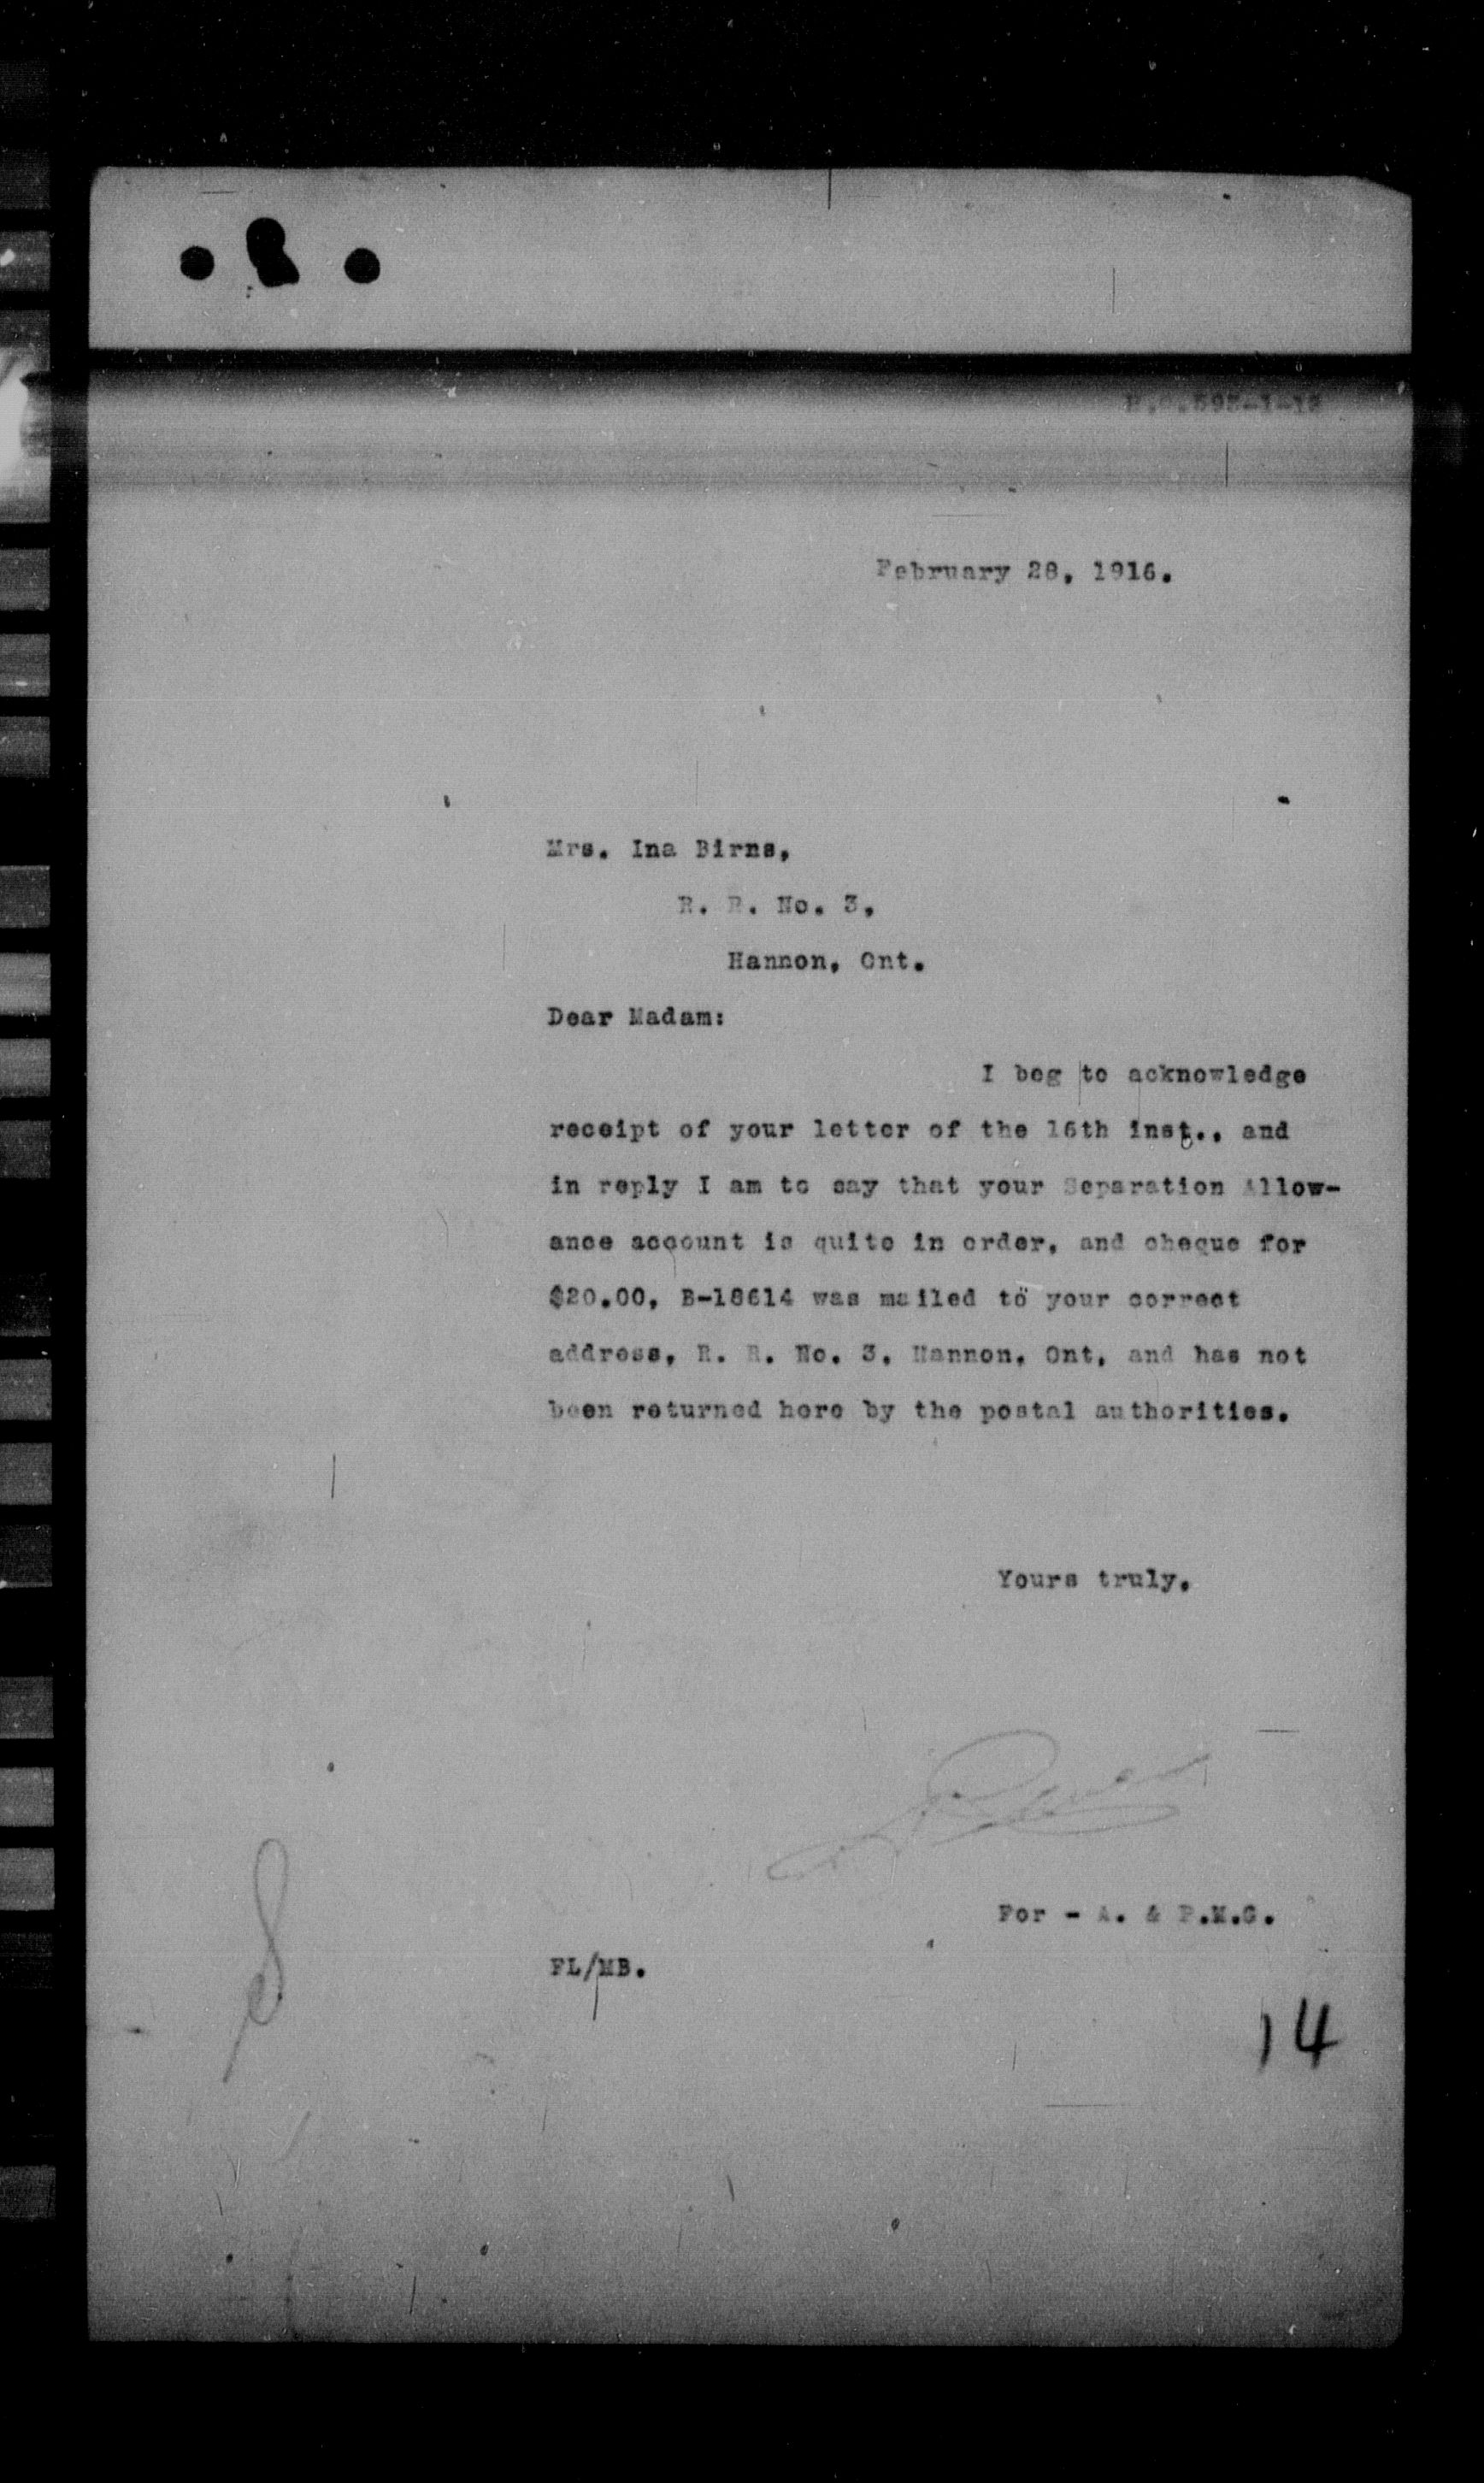 February 28, 1916.
Mrs. Ina Birns,
R. R. No. 3,
Hannon, Ont.
Dear Madam:
I beg to acknowledge
receipt of your letter of the 16th inst., and
in reply I am to say that your Separation Allow-
ance account is quite in order, and cheque for
$20.00, B-18614 was mailed to your correct
address, R. R. No. 3, Hannon, Ont, and has not
been returned here by the postal authorities.
Yours truly,
For - A. & P.M.G.
FL/MB.
14